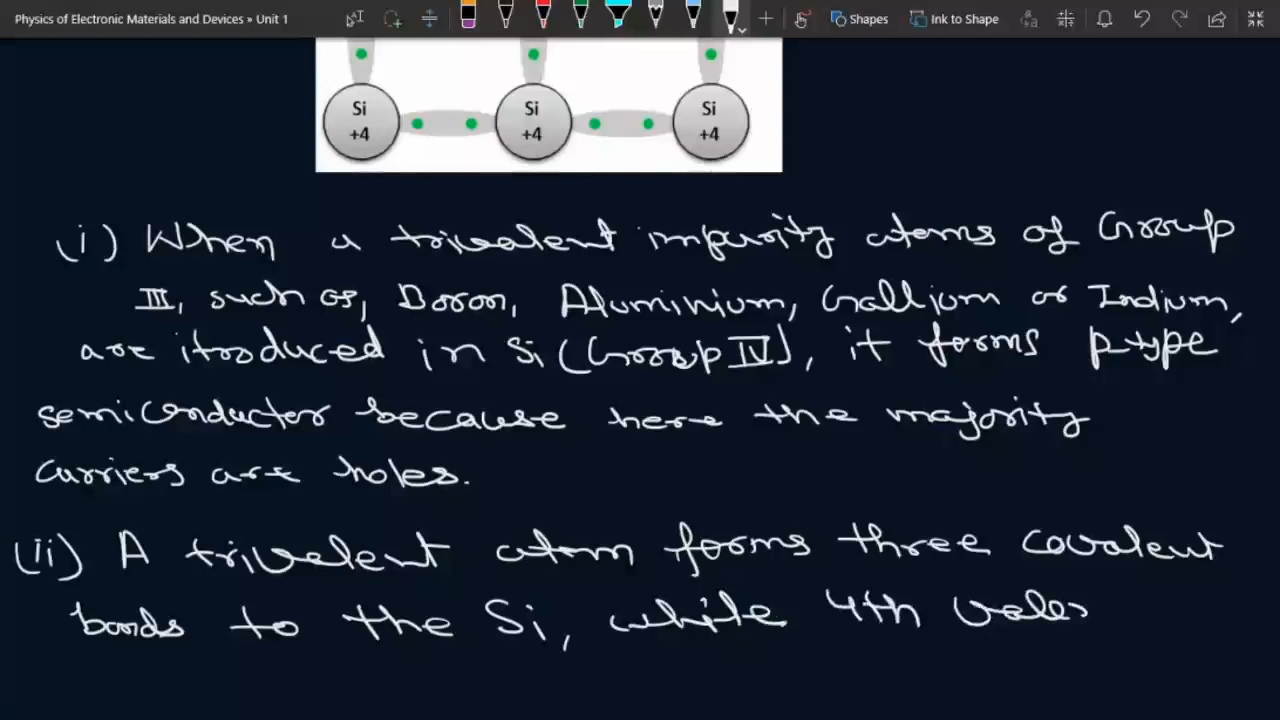 Physics of Electronic Materials and Devices » Unit 1
Shapes
Ink to Shape
Si Si Si
+4 +4 +4
(i) When a trivalent impurity atoms of Group
III, such as, Boron, Aluminium, Gallium or Indium,
are itroduced in Si (Group IV), it forms p-type
semiconductor because here the majority
carriers are holes.
(ii) A trivalent atom forms three covalent
bonds to the Si, while 4th vale